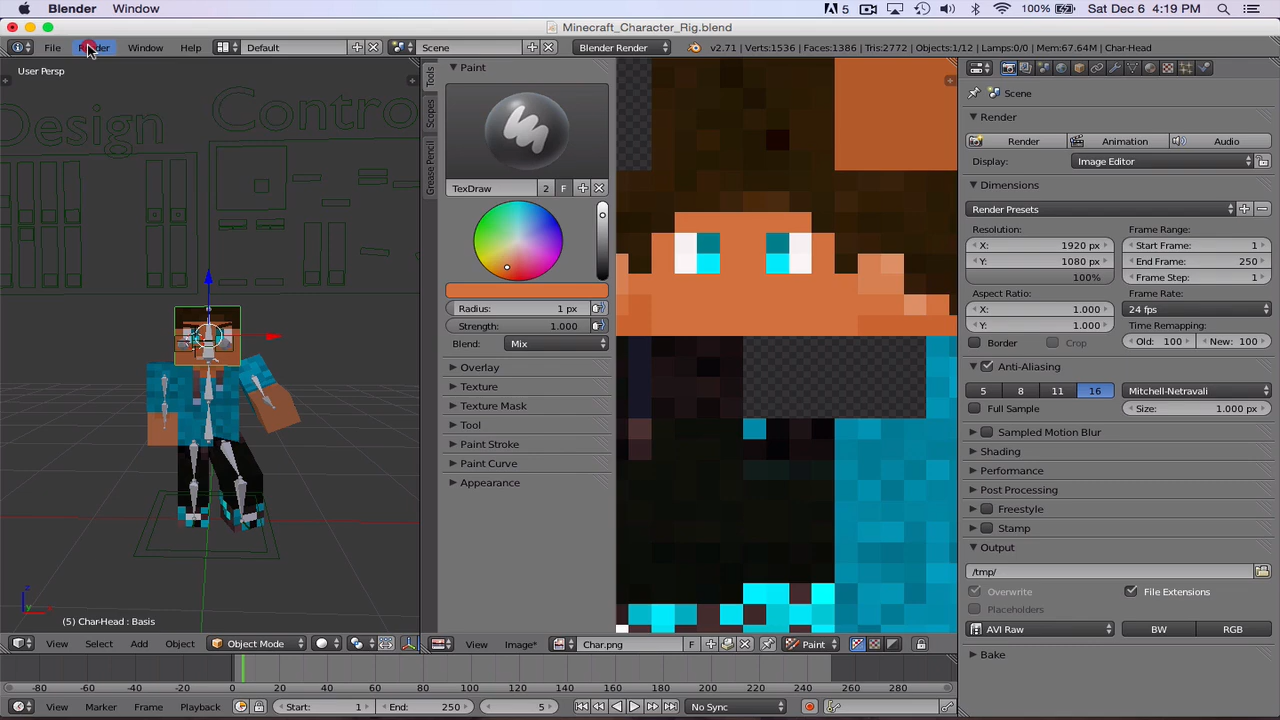 Blender Window 5 100% Sat Dec 6 4:19 PM
Minecraft_Character_Rig.blend
File Render Window Help Default Scene Blender Render v2.71 | Verts:1536 | Faces:1386 | Tris:2772 | Objects:1/12 | Lamps:0/0 | Mem:67.64M | Char-Head
User Persp
Design
Contro
(5) Char-Head : Basis
View Select Add Object Object Mode
Tools
Scopes
Grease Pencil
Paint
TexDraw 2 F
Radius: 1 px
Strength: 1.000
Blend: Mix
Overlay
Texture
Texture Mask
Tool
Paint Stroke
Paint Curve
Appearance
View Image* Char.png F Paint
Scene
Render
Render Animation Audio
Display: Image Editor
Dimensions
Render Presets
Resolution: Frame Range:
X: 1920 px Start Frame: 1
Y: 1080 px End Frame: 250
100% Frame Step: 1
Aspect Ratio: Frame Rate:
X: 1.000 24 fps
Y: 1.000 Time Remapping:
Border Crop Old: 100 New: 100
Anti-Aliasing
5 8 11 16 Mitchell-Netravali
Full Sample Size: 1.000 px
Sampled Motion Blur
Shading
Performance
Post Processing
Freestyle
Stamp
Output
/tmp/
Overwrite File Extensions
Placeholders
AVI Raw BW RGB
Bake
-80 -60 -40 -20 0 20 40 60 80 100 120 140 160 180 200 220 240 260 280
View Marker Frame Playback Start: 1 End: 250 5 No Sync